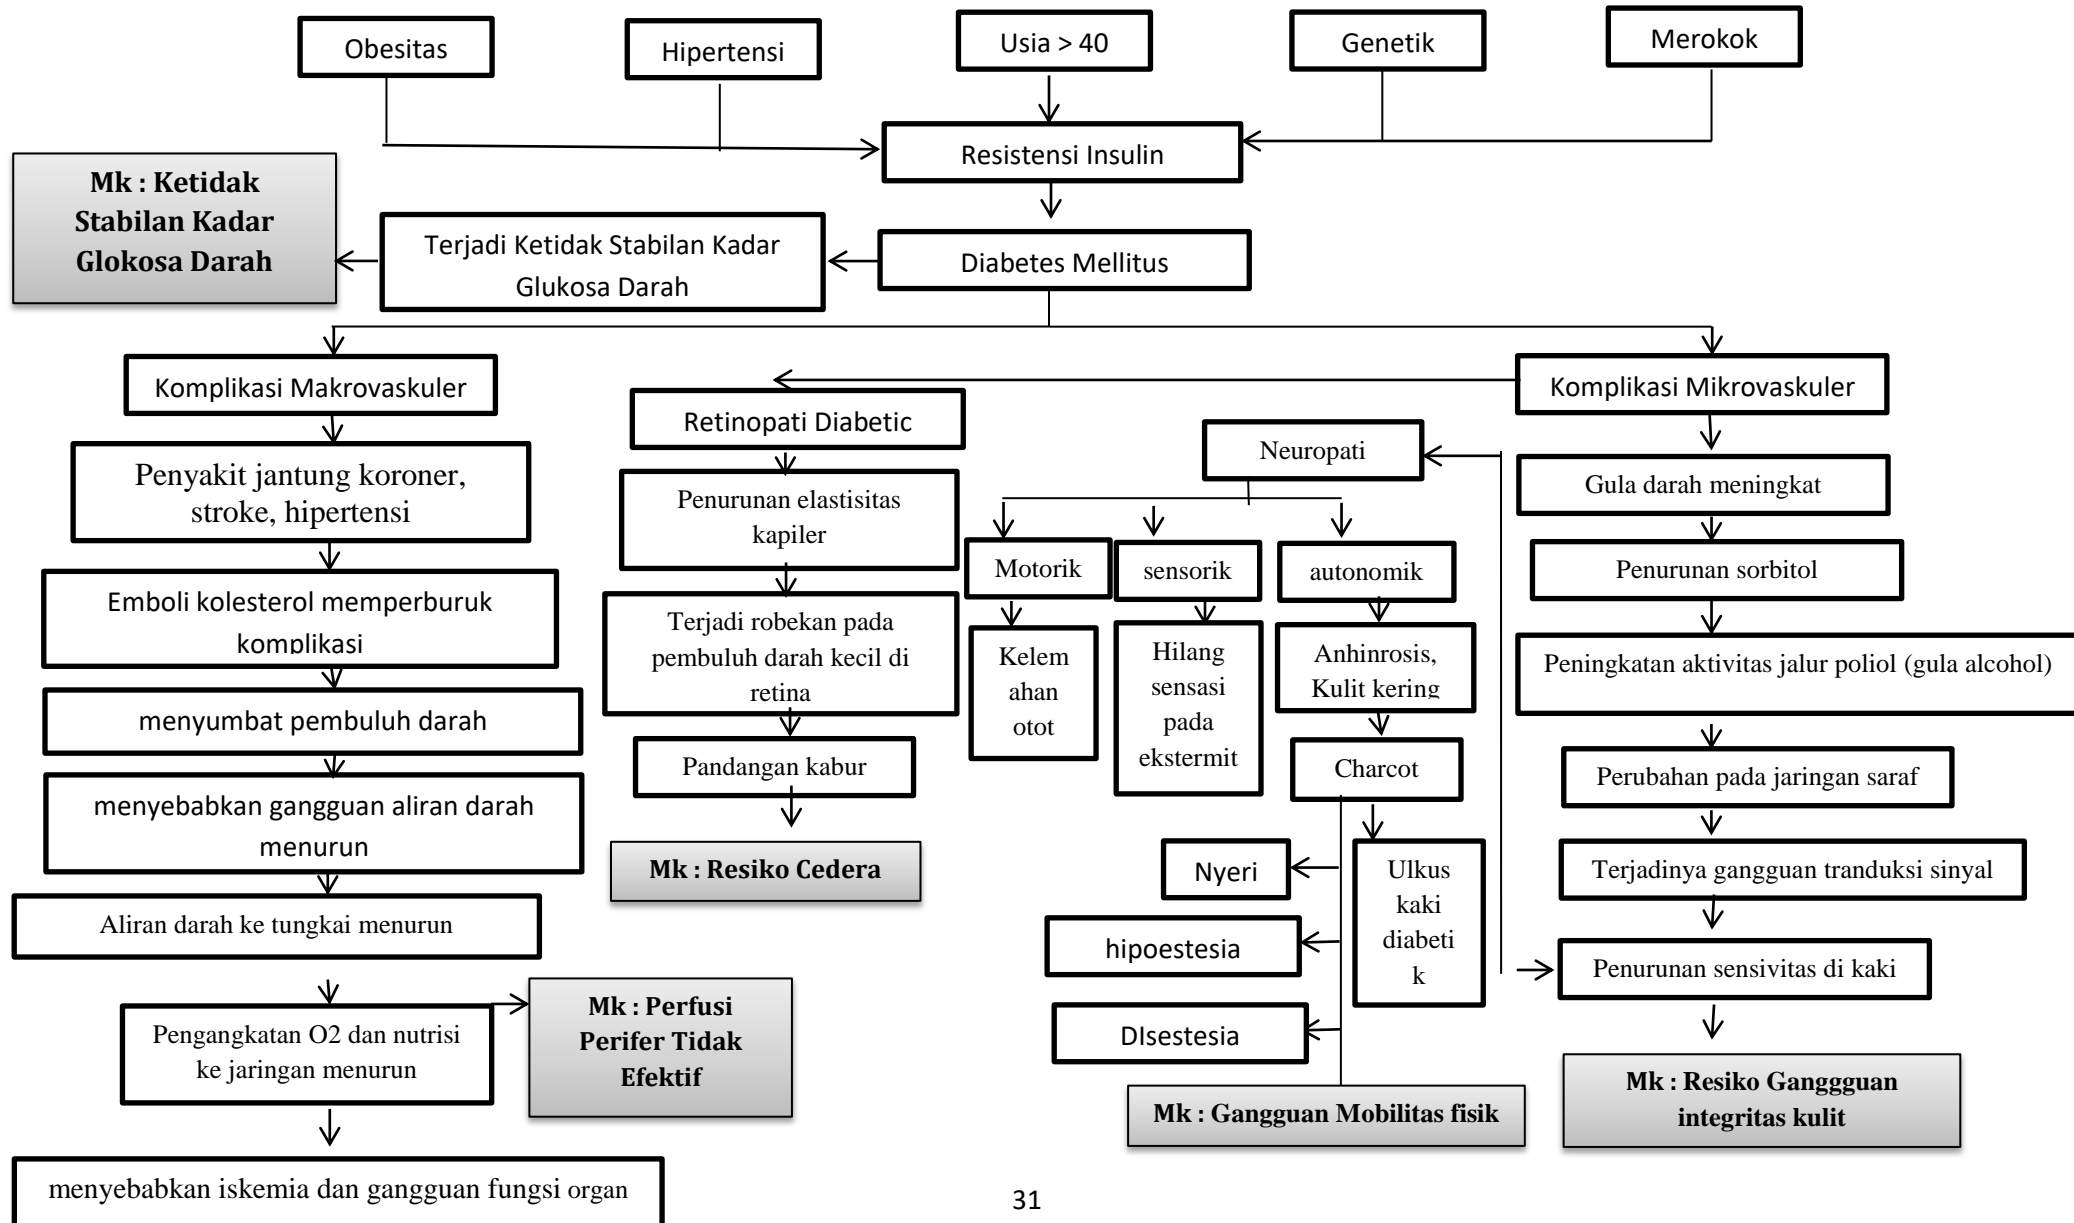 Obesitas
Hipertensi
Usia > 40
Genetik
Merokok
Resistensi Insulin
Mk : Ketidak
Stabilan Kadar
Glokosa Darah
Terjadi Ketidak Stabilan Kadar
Glukosa Darah
Diabetes Mellitus
Komplikasi Makrovaskuler
Penyakit jantung koroner,
stroke, hipertensi
Emboli kolesterol memperburuk
komplikasi
menyumbat pembuluh darah
menyebabkan gangguan aliran darah
menurun
Aliran darah ke tungkai menurun
Pengangkatan O2 dan nutrisi
ke jaringan menurun
Mk : Perfusi
Perifer Tidak
Efektif
menyebabkan iskemia dan gangguan fungsi organ
Retinopati Diabetic
Penurunan elastisitas
kapiler
Terjadi robekan pada
pembuluh darah kecil di
retina
Pandangan kabur
Mk : Resiko Cedera
Neuropati
Motorik
sensorik
autonomik
Kelem
ahan
otot
Hilang
sensasi
pada
ekstermit
Anhinrosis,
Kulit kering
Charcot
Nyeri
hipoestesia
DIsestesia
Ulkus
kaki
diabeti
k
Mk : Gangguan Mobilitas fisik
Komplikasi Mikrovaskuler
Gula darah meningkat
Penurunan sorbitol
Peningkatan aktivitas jalur poliol (gula alcohol)
Perubahan pada jaringan saraf
Terjadinya gangguan tranduksi sinyal
Penurunan sensivitas di kaki
Mk : Resiko Ganggguan
integritas kulit
31